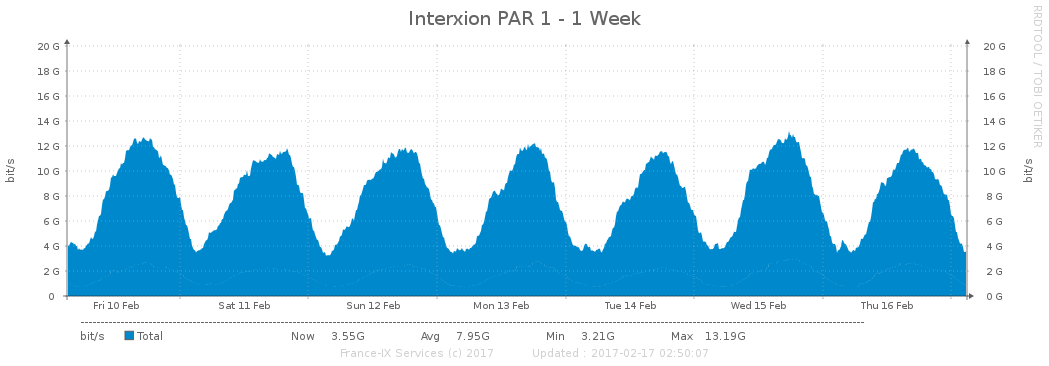 Interxion PAR 1 - 1 Week
RRDTOOL / TOBI OETIKER
20 G 20 G
18 G 18 G
16 G 16 G
14 G 14 G
12 G 12 G
10 G 10 G
8 G 8 G
6 G 6 G
4 G 4 G
2 G 2 G
0 0 G
bit/s bit/s
Fri 10 Feb Sat 11 Feb Sun 12 Feb Mon 13 Feb Tue 14 Feb Wed 15 Feb Thu 16 Feb
bit/s Total Now 3.55G Avg 7.95G Min 3.21G Max 13.19G
France-IX Services (c) 2017 Updated : 2017-02-17 02:50:07